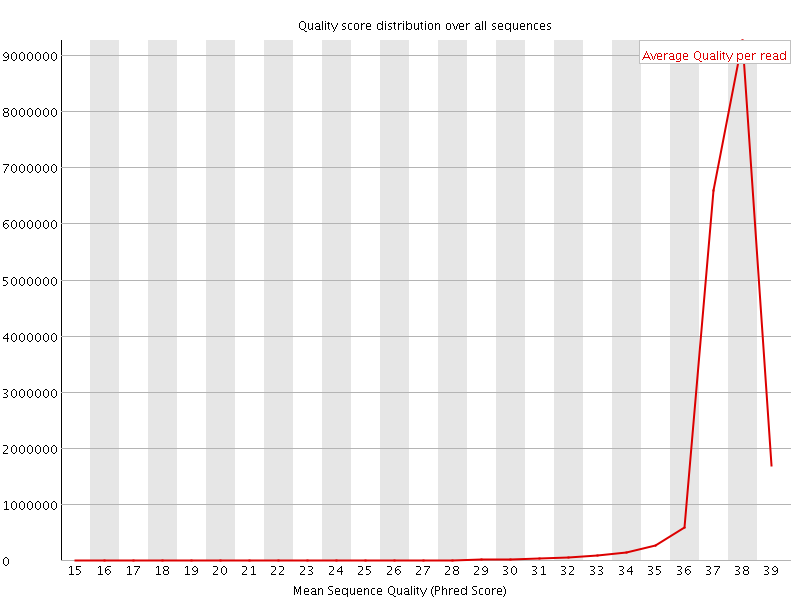 Quality score distribution over all sequences
Average Quality per read
9000000
8000000
7000000
6000000
5000000
4000000
3000000
2000000
1000000
0
15 16 17 18 19 20 21 22 23 24 25 26 27 28 29 30 31 32 33 34 35 36 37 38 39
Mean Sequence Quality (Phred Score)